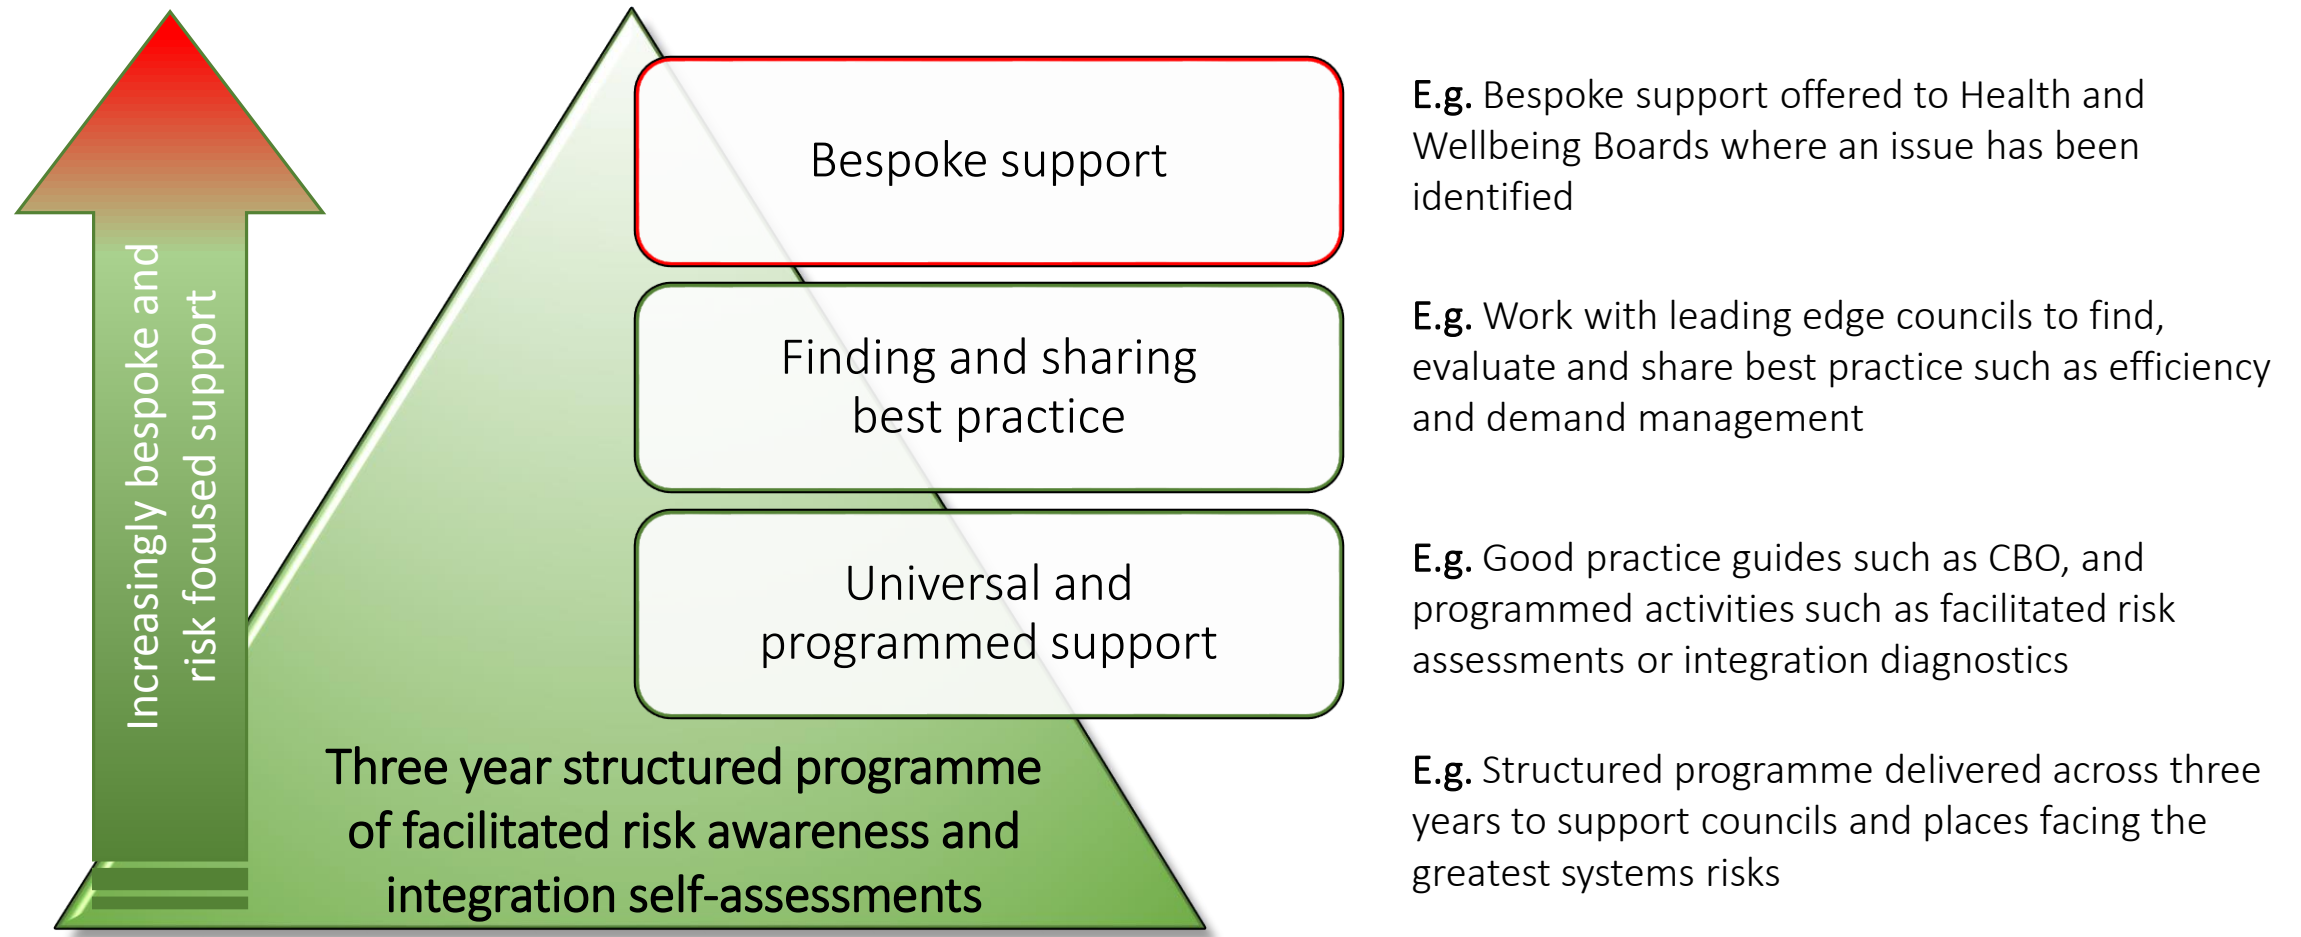 Increasingly bespoke and
risk focused support
Bespoke support
E.g. Bespoke support offered to Health and
Wellbeing Boards where an issue has been
identified
Finding and sharing
best practice
E.g. Work with leading edge councils to find,
evaluate and share best practice such as efficiency
and demand management
Universal and
programmed support
E.g. Good practice guides such as CBO, and
programmed activities such as facilitated risk
assessments or integration diagnostics
Three year structured programme
of facilitated risk awareness and
integration self-assessments
E.g. Structured programme delivered across three
years to support councils and places facing the
greatest systems risks